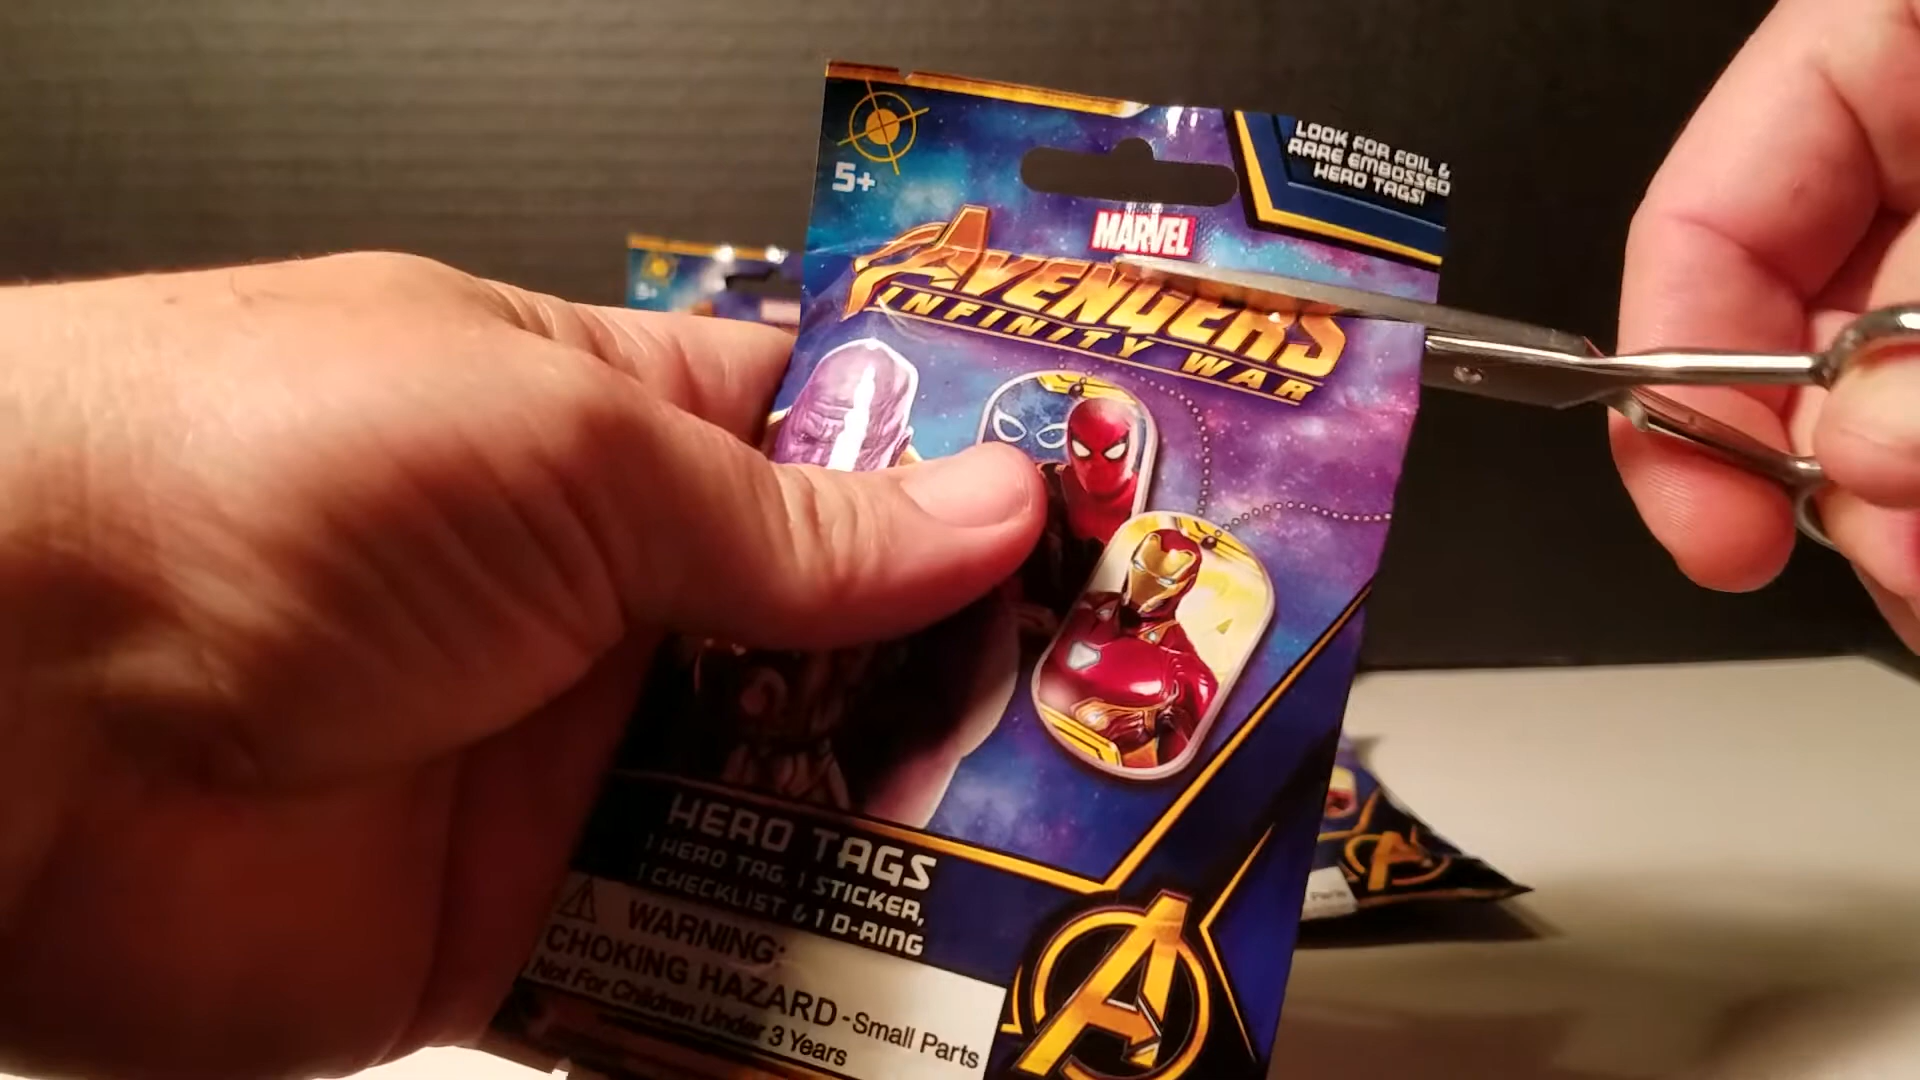 5+
LOOK FOR FOIL &
RARE EMBOSSED
HERO TAGS!
MARVEL
AVENGERS
INFINITY WAR
HERO TAGS
1 HERO TAG, 1 STICKER,
1 CHECKLIST & 1 D-RING
WARNING:
CHOKING HAZARD-Small Parts
Not For Children Under 3 Years
5+